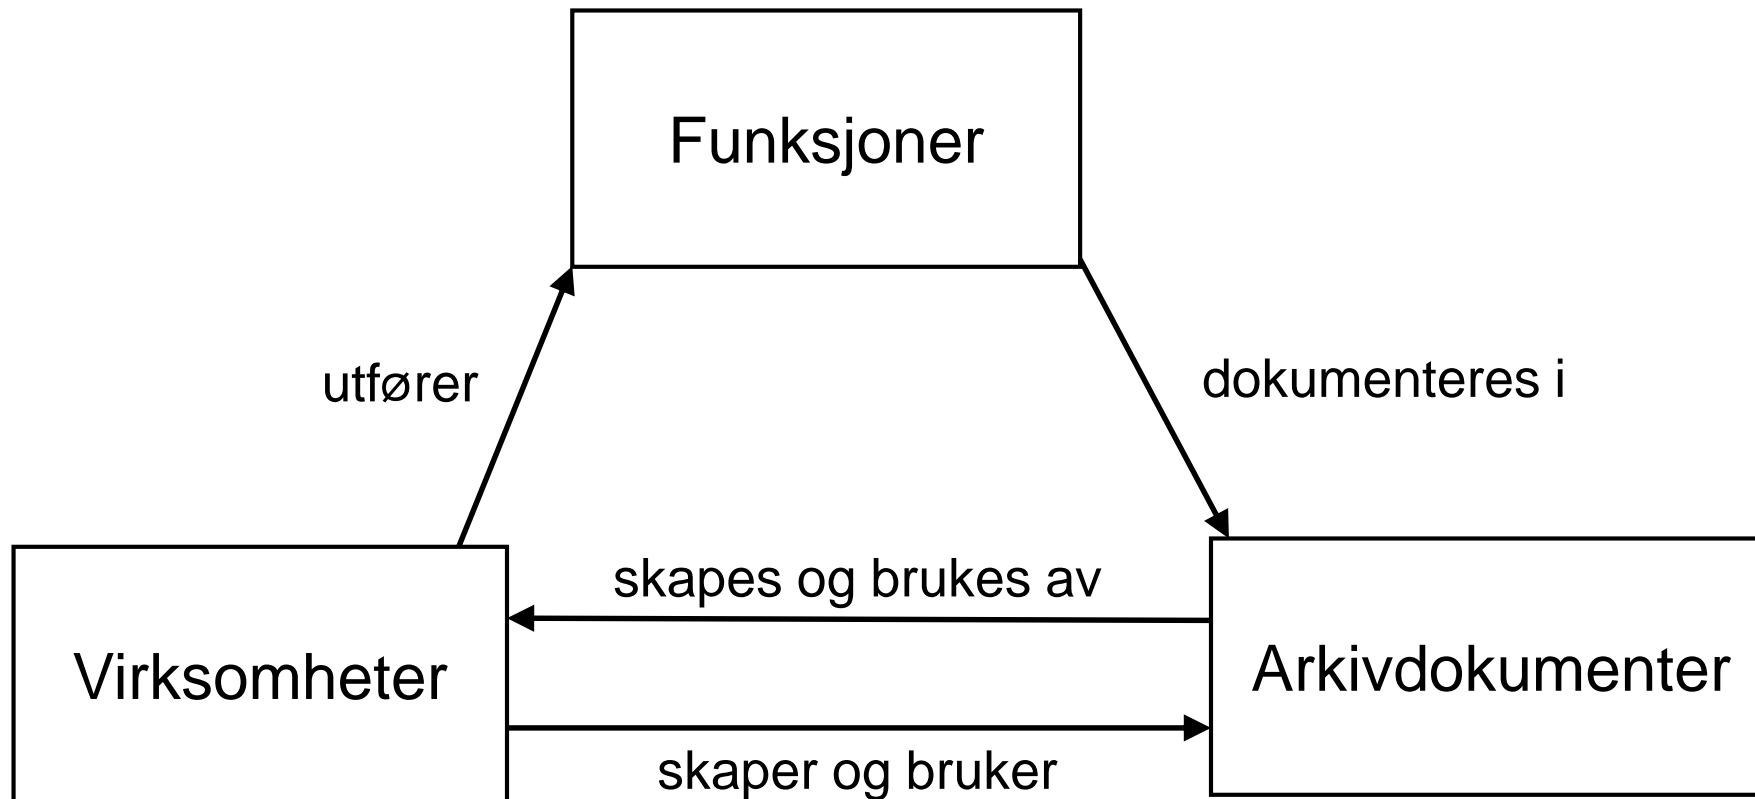 Funksjoner
utfører
dokumenteres i
skapes og brukes av
Virksomheter
Arkivdokumenter
skaper og bruker